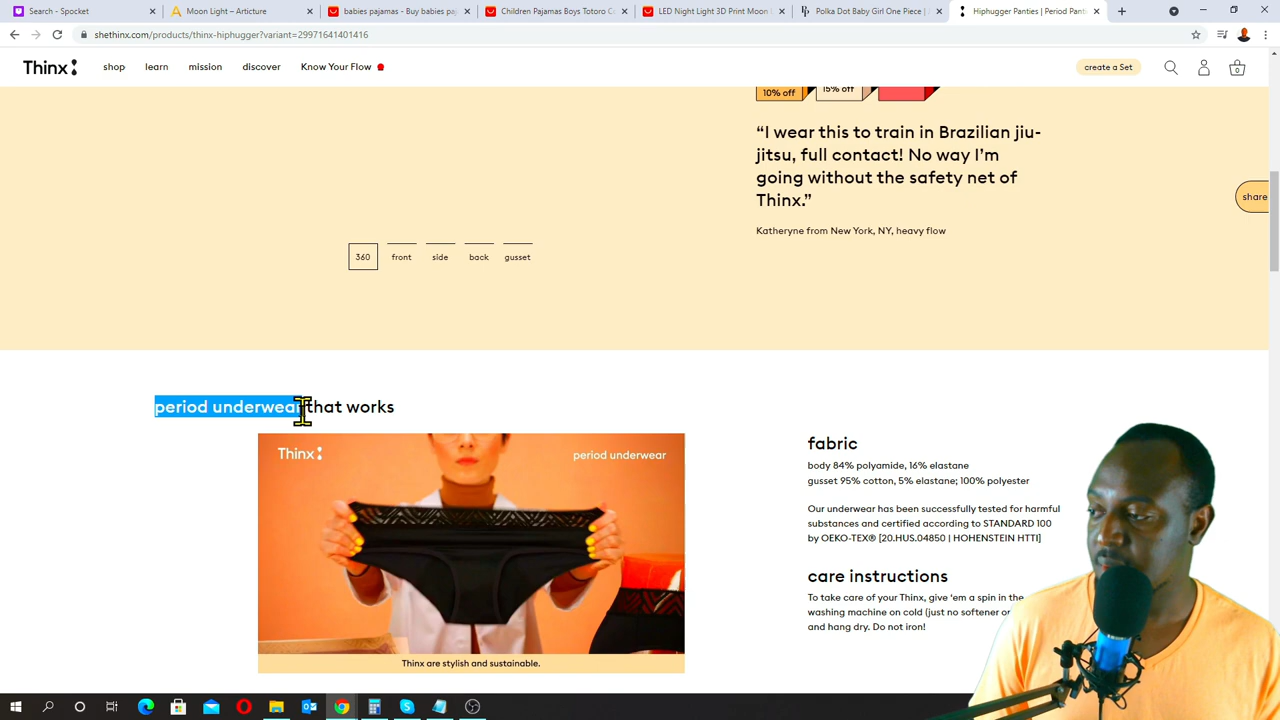 Search - Spocket
Moon Light – Articture
babies pajamas - Buy babies paj
Children Pajamas Boys Totoro Co
LED Night Light 3D Print Moon L
Polka Dot Baby Girl One Piece | A
Hiphugger Panties | Period Panti
shethinx.com/products/thinx-hiphugger?variant=29971641401416
Thinx
shop
learn
mission
discover
Know Your Flow
create a Set
0
10% off
15% off
“I wear this to train in Brazilian jiu-
jitsu, full contact! No way I’m
going without the safety net of
Thinx.”
Katheryne from New York, NY, heavy flow
share
360
front
side
back
gusset
period underwear that works
Thinx
period underwear
Thinx are stylish and sustainable.
fabric
body 84% polyamide, 16% elastane
gusset 95% cotton, 5% elastane; 100% polyester
Our underwear has been successfully tested for harmful
substances and certified according to STANDARD 100
by OEKO-TEX® [20.HUS.04850 | HOHENSTEIN HTTI]
care instructions
To take care of your Thinx, give ‘em a spin in the
washing machine on cold (just no softener or
and hang dry. Do not iron!